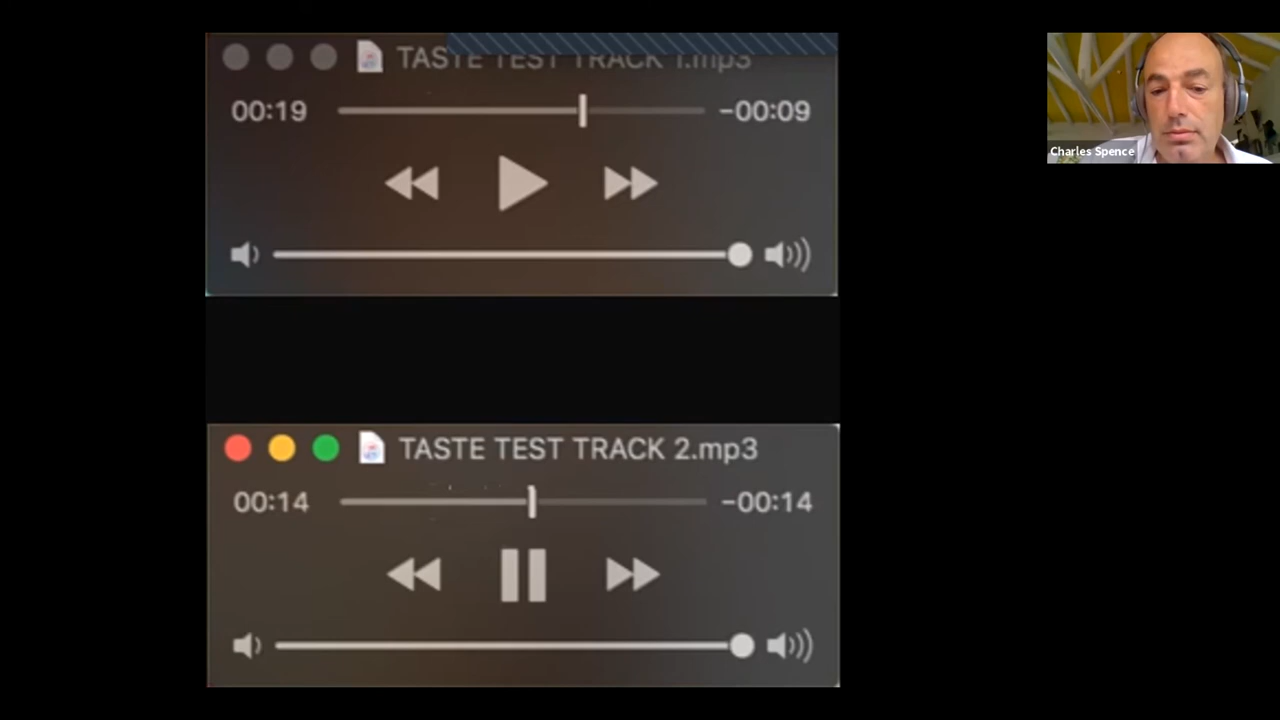 TASTE TEST TRACK 1.mp3
00:19 -00:09
Charles Spence
TASTE TEST TRACK 2.mp3
00:14 -00:14